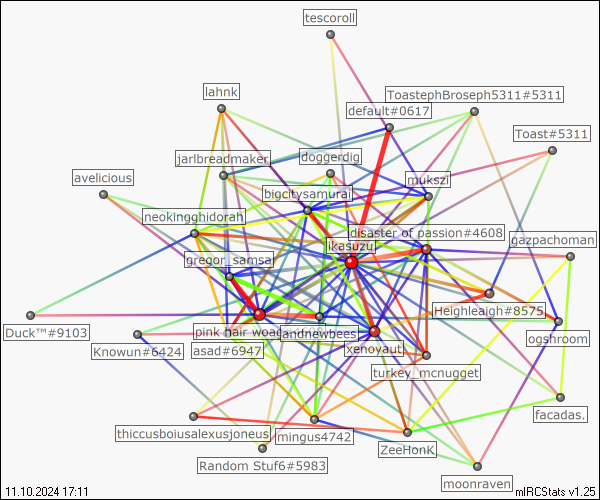 tescoroll
lahnk
ToastephBroseph5311#5311
default#0617
Toast#5311
jarlbreadmaker
doggerdig
avelicious
mukszi
bigcitysamurai
neokingghidorah
disaster of passion#4608
likasuzu
gazpachoman
gregor_samsa
Heighleaigh#8575
Duck™#9103
pink hair woad
landnewbees
ogshroom
Knowun#6424
asad#6947
xenoyaut
turkey_mcnugget
facadas.
thiccusboiusalexusjoneus
mingus4742
ZeeHonK
Random Stuf6#5983
moonraven
11.10.2024 17:11
mIRCStats v1.25